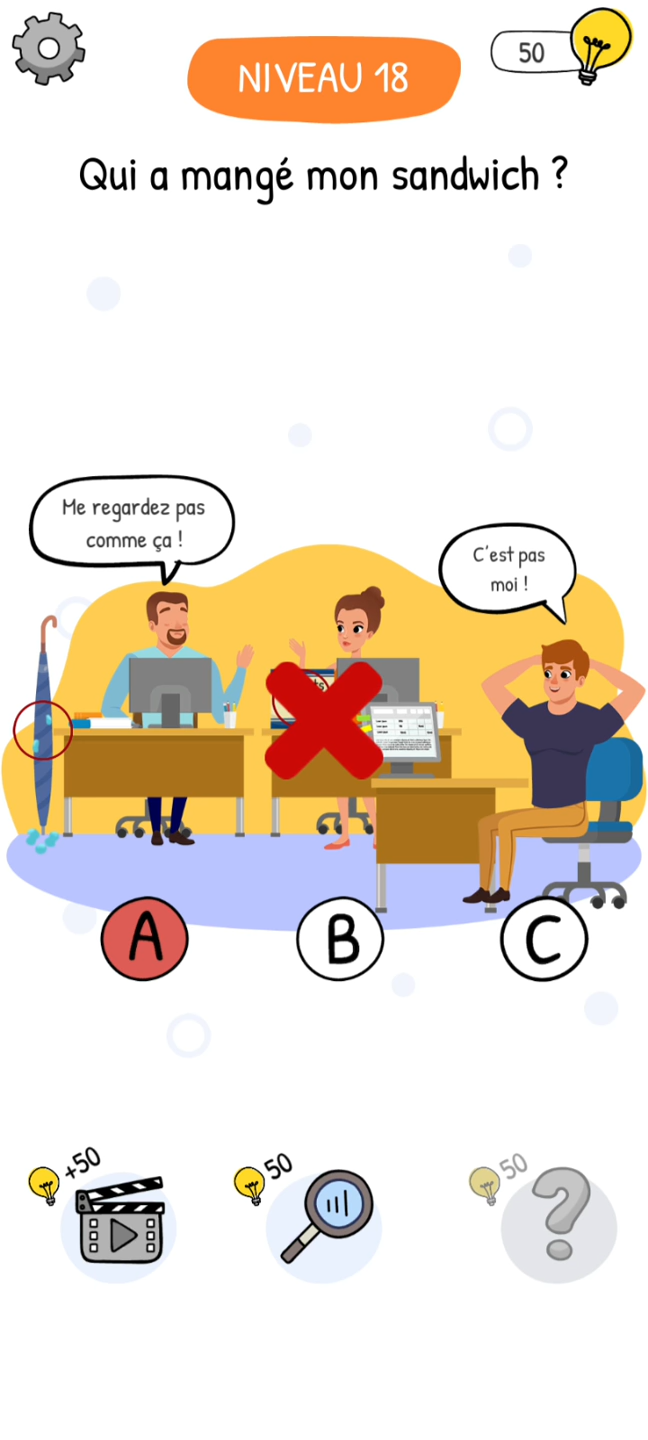 NIVEAU 18
50
Qui a mangé mon sandwich ?
Me regardez pas
comme ça !
C'est pas
moi !
A
B
C
+50
50
50
?